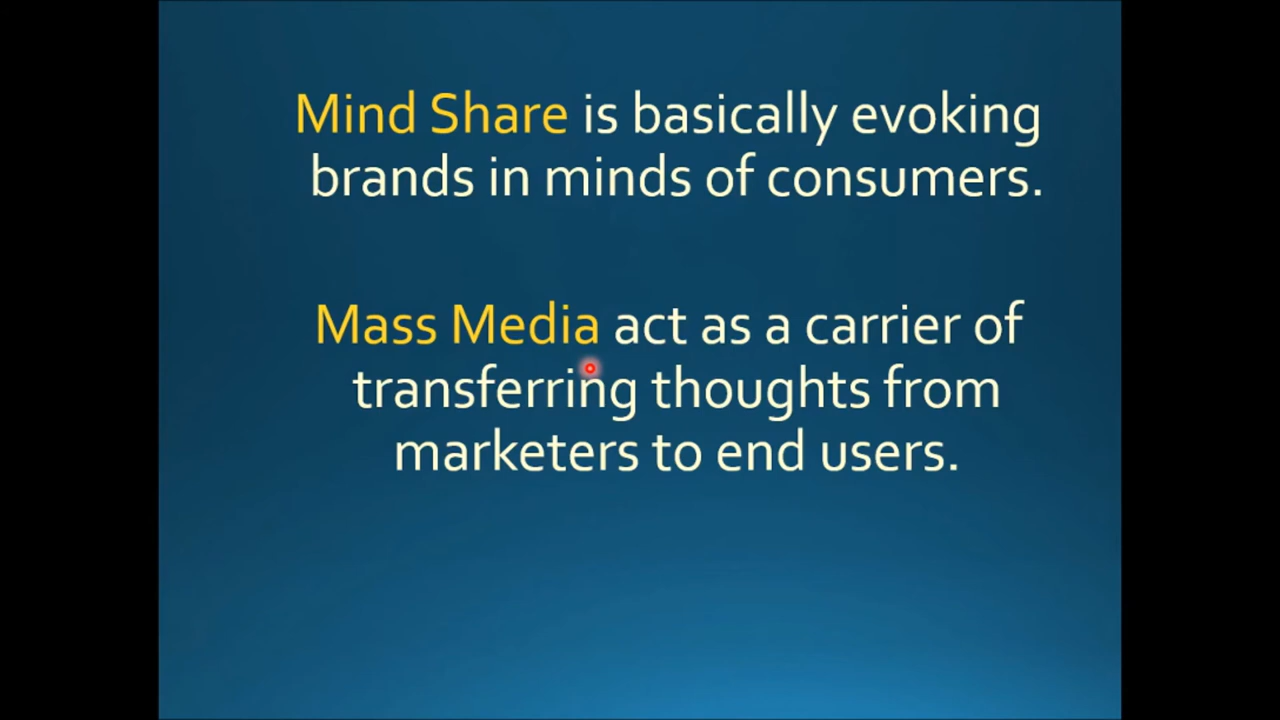 Mind Share is basically evoking
brands in minds of consumers.
Mass Media act as a carrier of
transferring thoughts from
marketers to end users.